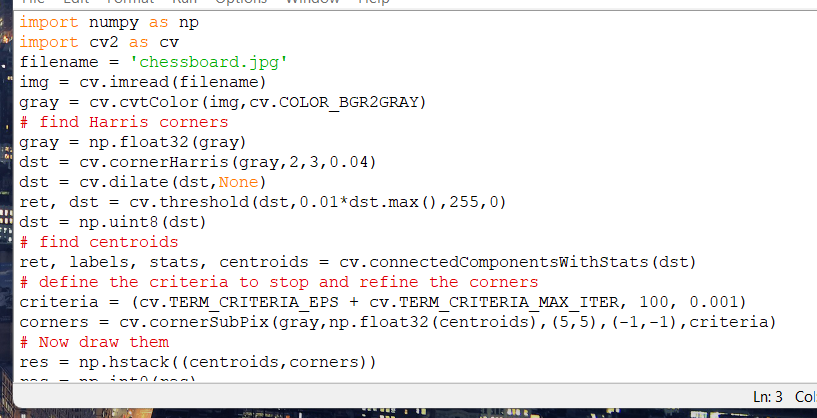 File Edit Format Run Options Window Help
import numpy as np
import cv2 as cv
filename = 'chessboard.jpg'
img = cv.imread(filename)
gray = cv.cvtColor(img,cv.COLOR_BGR2GRAY)
# find Harris corners
gray = np.float32(gray)
dst = cv.cornerHarris(gray,2,3,0.04)
dst = cv.dilate(dst,None)
ret, dst = cv.threshold(dst,0.01*dst.max(),255,0)
dst = np.uint8(dst)
# find centroids
ret, labels, stats, centroids = cv.connectedComponentsWithStats(dst)
# define the criteria to stop and refine the corners
criteria = (cv.TERM_CRITERIA_EPS + cv.TERM_CRITERIA_MAX_ITER, 100, 0.001)
corners = cv.cornerSubPix(gray,np.float32(centroids),(5,5),(-1,-1),criteria)
# Now draw them
res = np.hstack((centroids,corners))
res = np.int0(res)
Ln: 3 Col